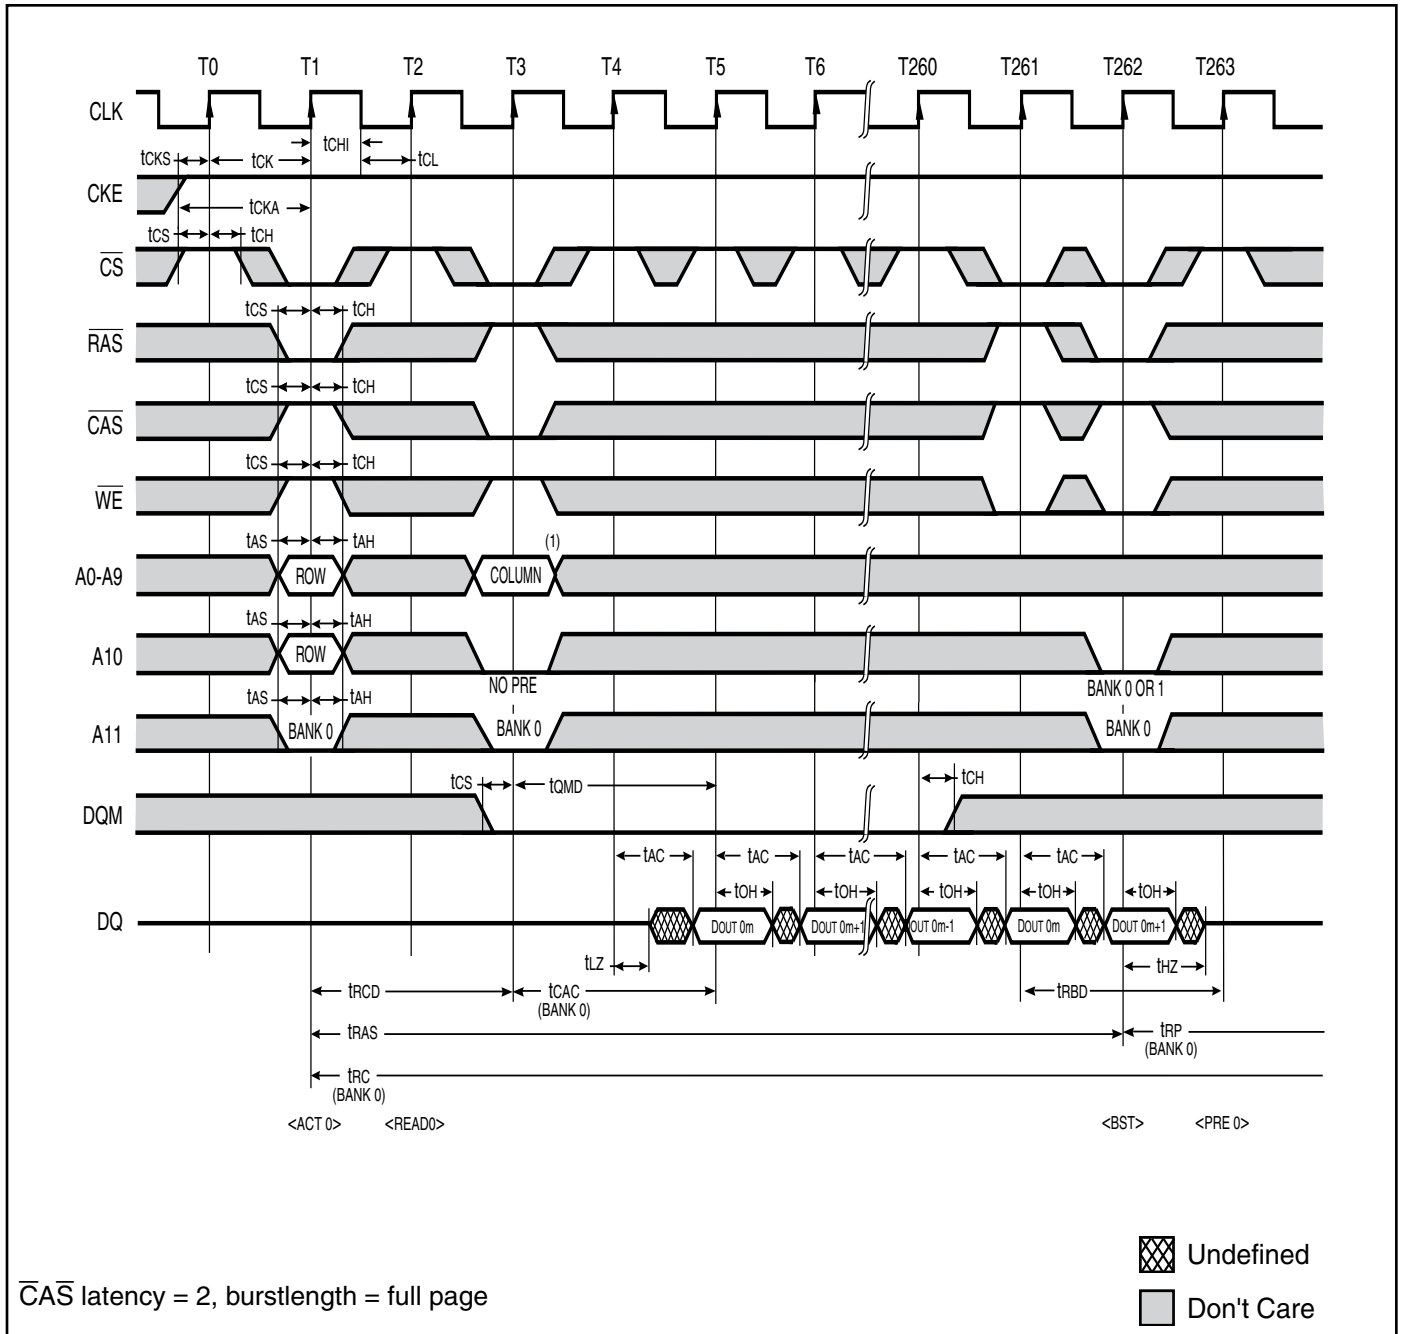 T0 T1 T2 T3 T4 T5 T6 T260 T261 T262 T263
CLK
tCHI
tCKS tCK tCL
CKE
tCKA
tCS tCH
C̅S̅
tCS tCH
R̅A̅S̅
tCS tCH
C̅A̅S̅
tCS tCH
W̅E̅
tAS tAH (1)
A0-A9 ROW COLUMN
tAS tAH
A10 ROW
NO PRE BANK 0 OR 1
tAS tAH
A11 BANK 0 BANK 0 BANK 0
tCS tQMD tCH
DQM
tAC tAC tAC tAC tAC
tOH tOH tOH tOH tOH
DQ DOUT 0m DOUT 0m+1 OUT 0m-1 DOUT 0m DOUT 0m+1
tLZ tHZ
tRCD tCAC tRBD
(BANK 0)
tRAS tRP
(BANK 0)
tRC
(BANK 0)
<ACT 0> <READ0> <BST> <PRE 0>
Undefined
C̅AS̅ latency = 2, burstlength = full page
Don't Care